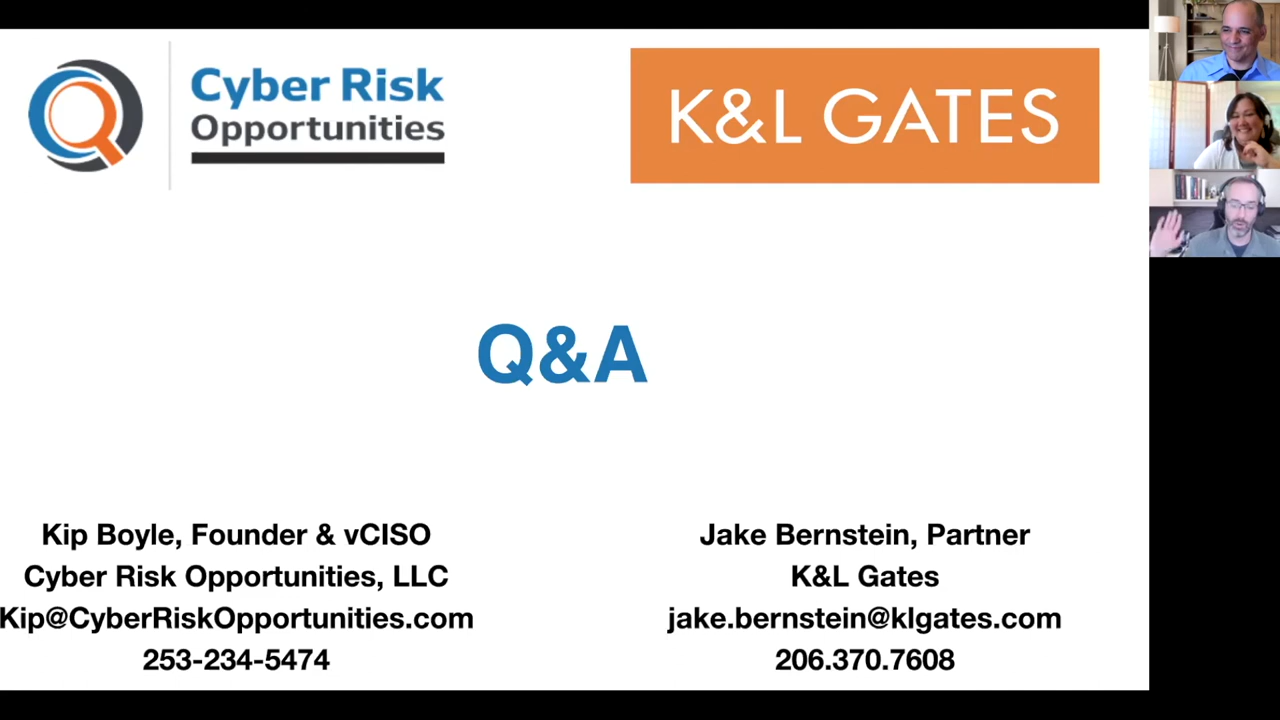 Cyber Risk
Opportunities
K&L GATES
Q&A
Kip Boyle, Founder & vCISO
Cyber Risk Opportunities, LLC
Kip@CyberRiskOpportunities.com
253-234-5474
Jake Bernstein, Partner
K&L Gates
jake.bernstein@klgates.com
206.370.7608